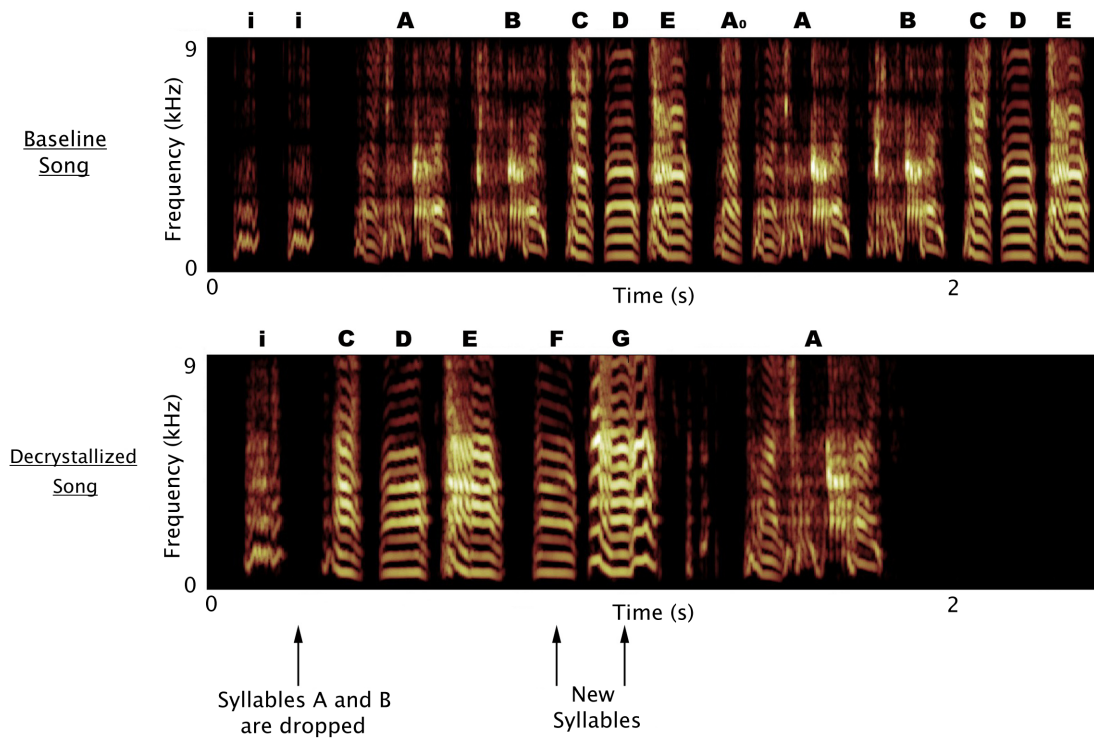 i i A B C D E A₀ A B C D E
9
Baseline
Song
Frequency (kHz)
0
0 2
Time (s)
i C D E F G A
9
Decrystallized
Song
Frequency (kHz)
0
0 2
Time (s)
Syllables A and B
are dropped
New
Syllables